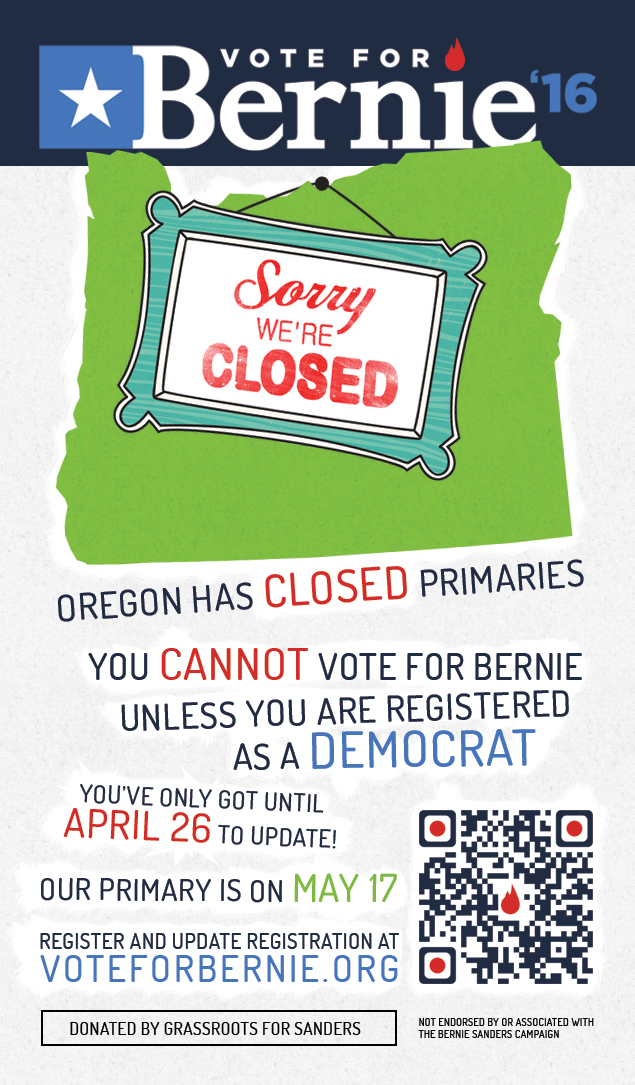 VOTE FOR
Bernie '16
Sorry
WE'RE
CLOSED
OREGON HAS CLOSED PRIMARIES
YOU CANNOT VOTE FOR BERNIE
UNLESS YOU ARE REGISTERED
AS A DEMOCRAT
YOU'VE ONLY GOT UNTIL
APRIL 26 TO UPDATE!
OUR PRIMARY IS ON MAY 17
REGISTER AND UPDATE REGISTRATION AT
VOTEFORBERNIE.ORG
DONATED BY GRASSROOTS FOR SANDERS
NOT ENDORSED BY OR ASSOCIATED WITH
THE BERNIE SANDERS CAMPAIGN